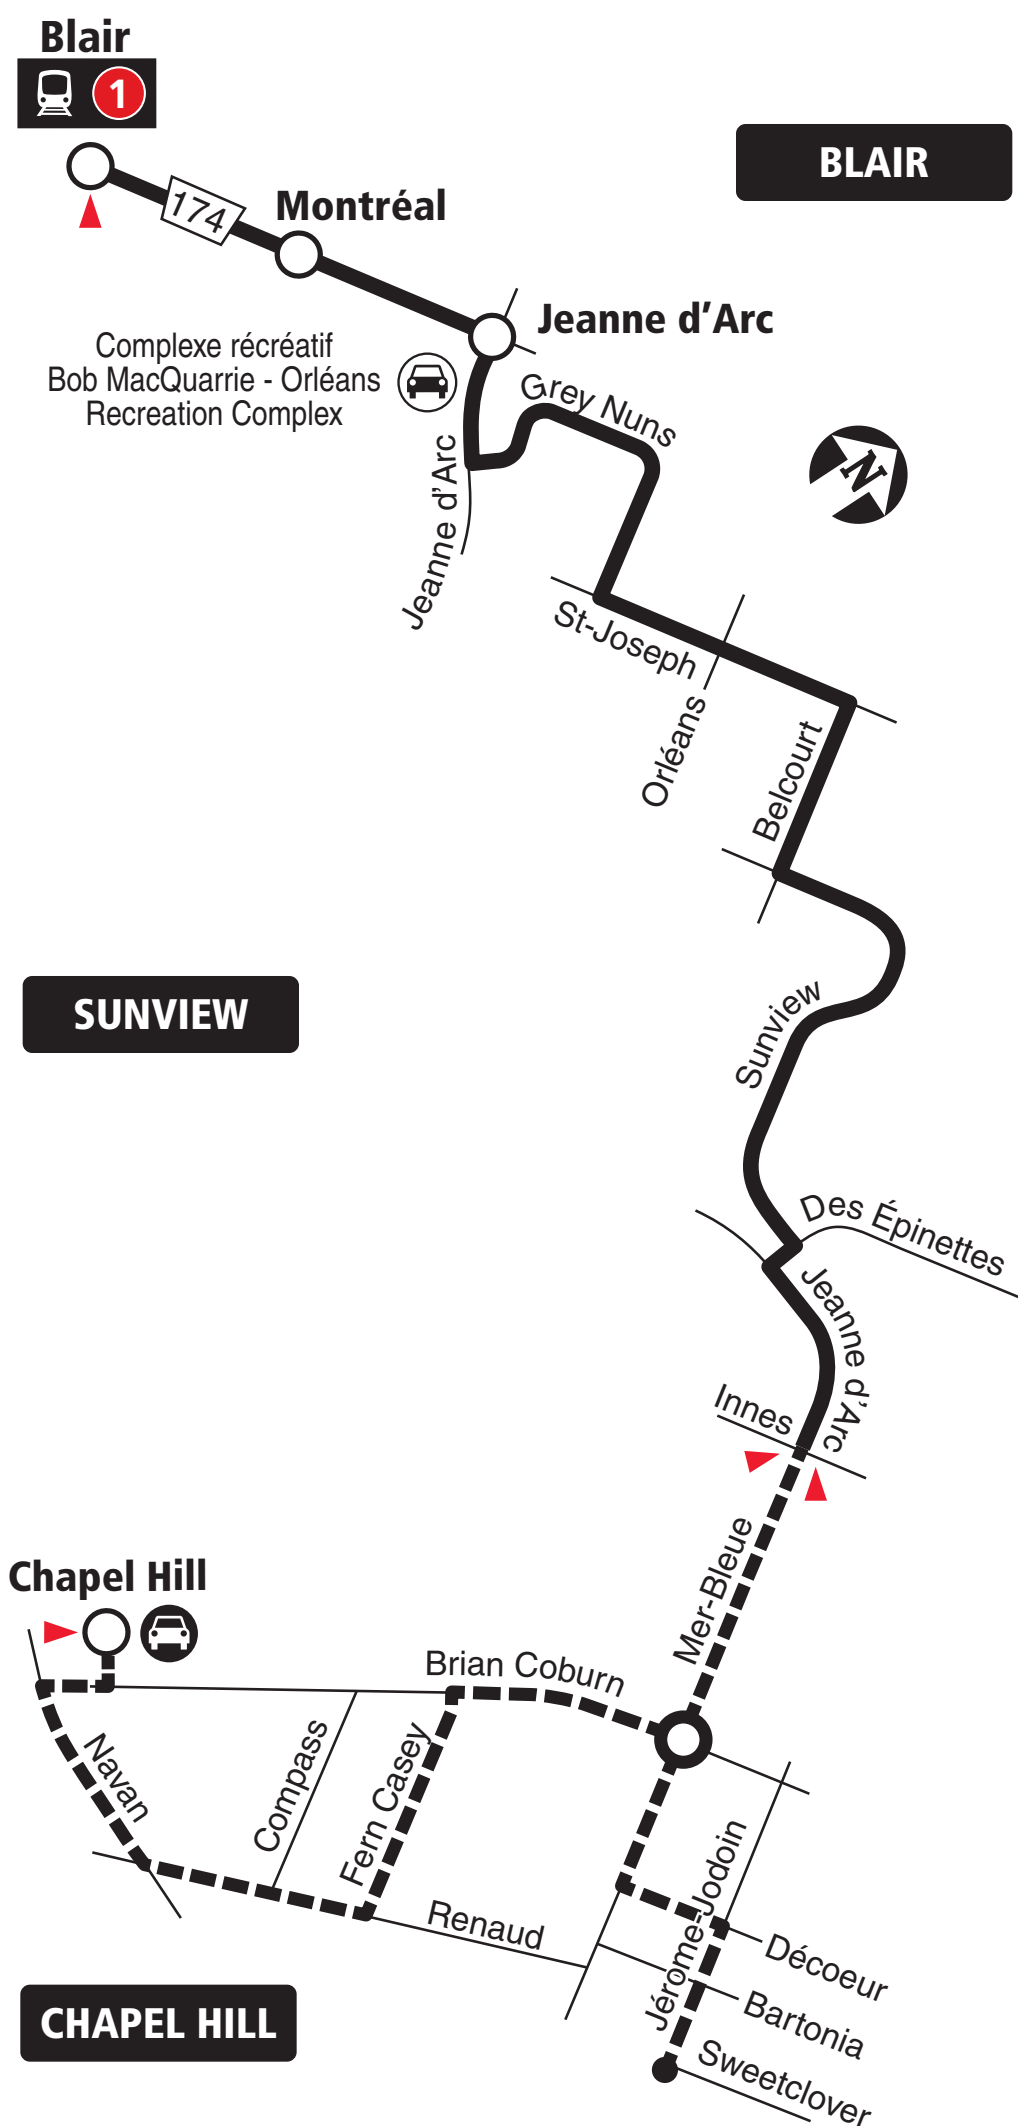 Blair
1
BLAIR
174
Montréal
Jeanne d'Arc
Complexe récréatif
Bob MacQuarrie - Orléans
Recreation Complex
Grey Nuns
Jeanne d'Arc
N
St-Joseph
Orléans
Belcourt
SUNVIEW
Sunview
Des Épinettes
Jeanne d'Arc
Innes
Mer-Bleue
Chapel Hill
Brian Coburn
Navan
Compass
Fern Casey
Jérome-Jodoin
Renaud
Décoeur
Bartonia
Sweetclover
CHAPEL HILL